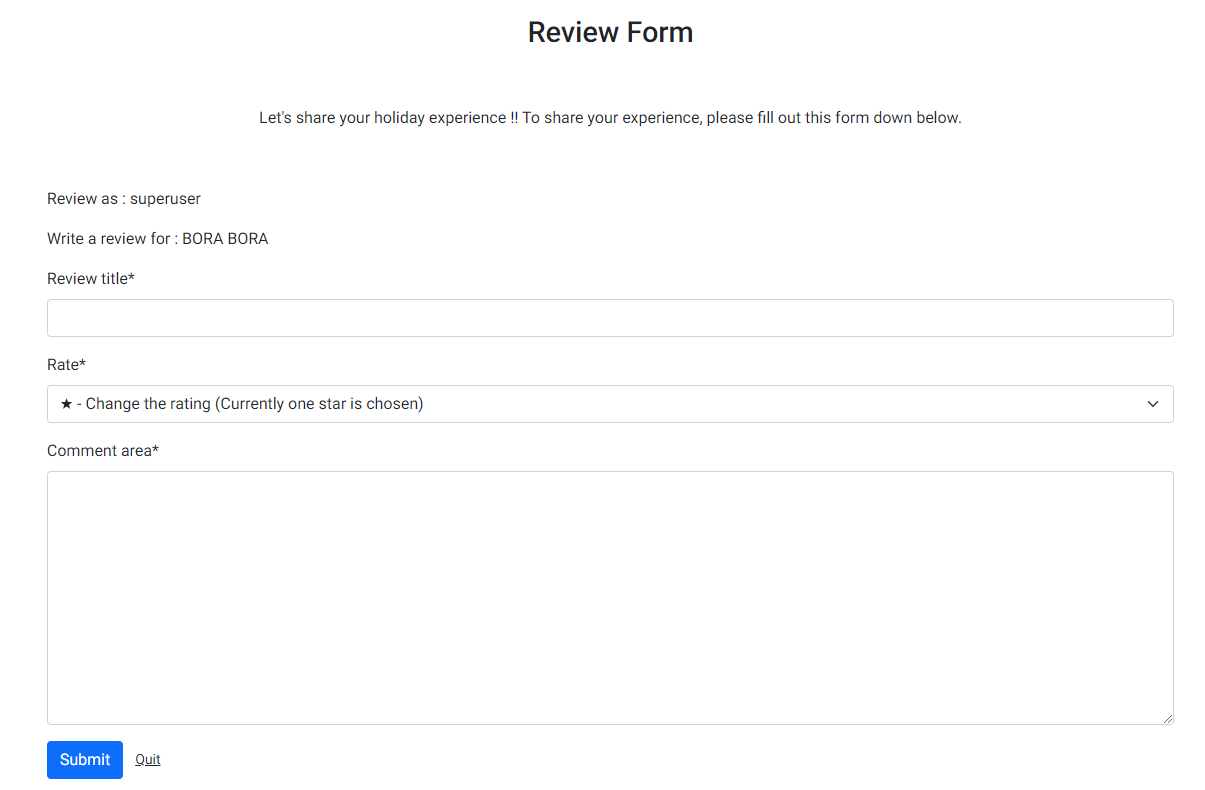 Review Form
Let's share your holiday experience !! To share your experience, please fill out this form down below.
Review as : superuser
Write a review for : BORA BORA
Review title*
Rate*
★ - Change the rating (Currently one star is chosen)
Comment area*
Submit Quit